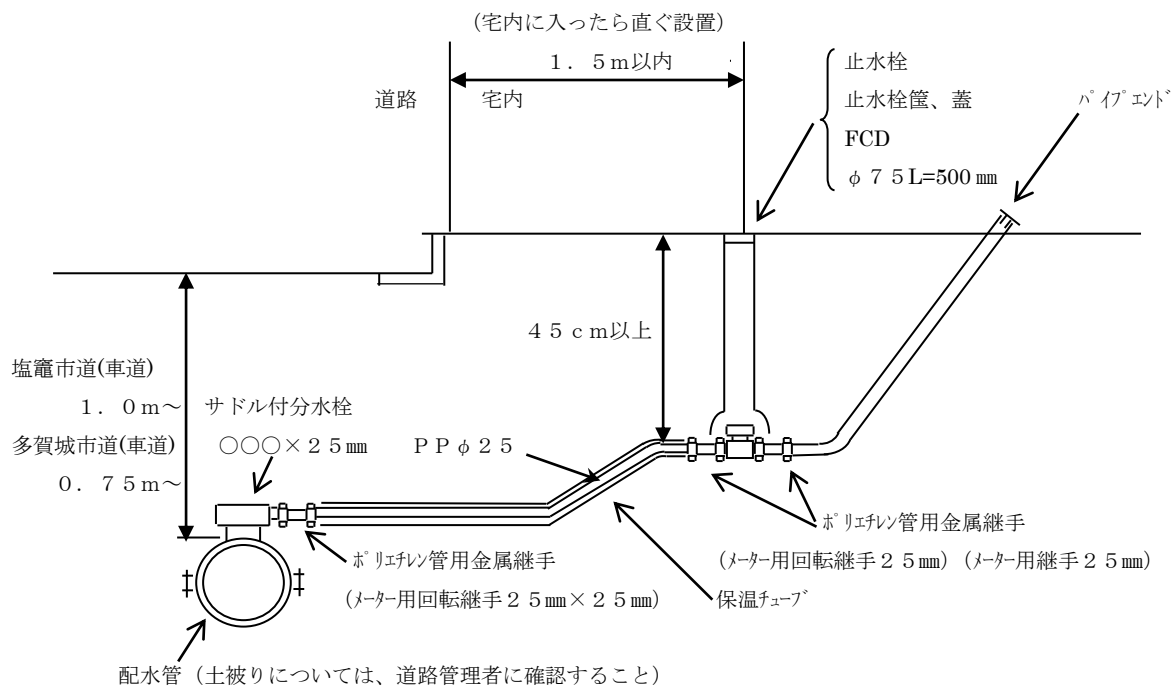 (宅内に入ったら直ぐ設置)
１．５ｍ以内
道路
宅内
止水栓
止水栓筺、蓋
FCD
φ７５L=500㎜
ﾊﾟｲﾌﾟｴﾝﾄﾞ
４５ｃｍ以上
塩竈市道(車道)
１．０ｍ～
多賀城市道(車道)
０．７５ｍ～
サドル付分水栓
○○○×２５㎜
ＰＰφ２５
ﾎﾟﾘｴﾁﾚﾝ管用金属継手
(ﾒｰﾀｰ用回転継手２５㎜×２５㎜)
ﾎﾟﾘｴﾁﾚﾝ管用金属継手
(ﾒｰﾀｰ用回転継手２５㎜) (ﾒｰﾀｰ用継手２５㎜)
保温ﾁｭｰﾌﾞ
配水管（土被りについては、道路管理者に確認すること）